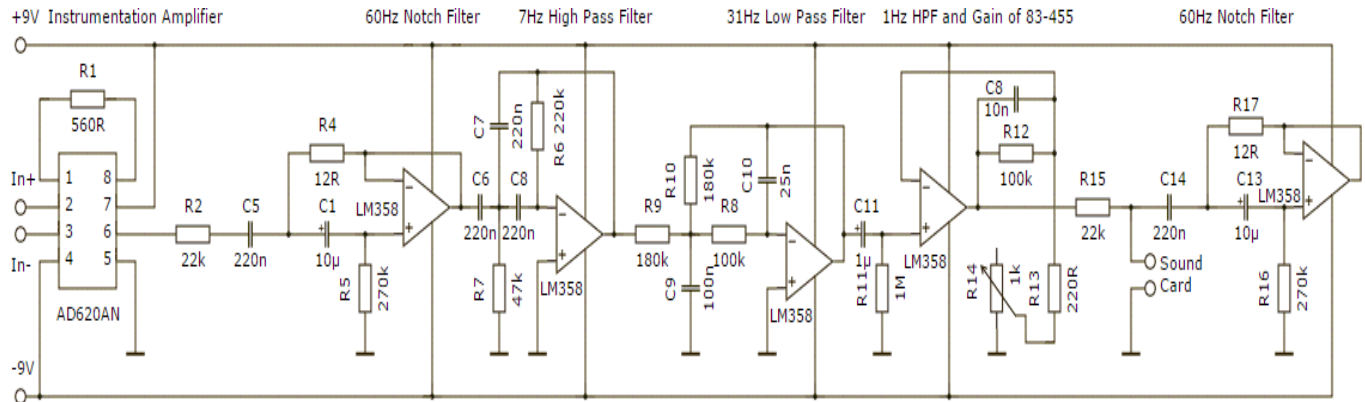 +9V Instrumentation Amplifier
60Hz Notch Filter
7Hz High Pass Filter
31Hz Low Pass Filter
1Hz HPF and Gain of 83-455
60Hz Notch Filter
R1
560R
In+
In-
1 8
2 7
3 6
4 5
AD620AN
R2
22k
C5
220n
R4
12R
C1
+
10µ
R5
270k
−
+
LM358
C6
220n
C7
220n
C8
220n
R6 220k
R7
47k
−
+
LM358
R9
180k
R10
180k
C9
100n
R8
100k
C10
25n
−
+
LM358
C11
+
1µ
R11
1M
−
+
LM358
C8
10n
R12
100k
R14
1k
R13
220R
R15
22k
Sound
Card
C14
220n
R17
12R
C13
+
10µ
R16
270k
−
+
LM358
-9V